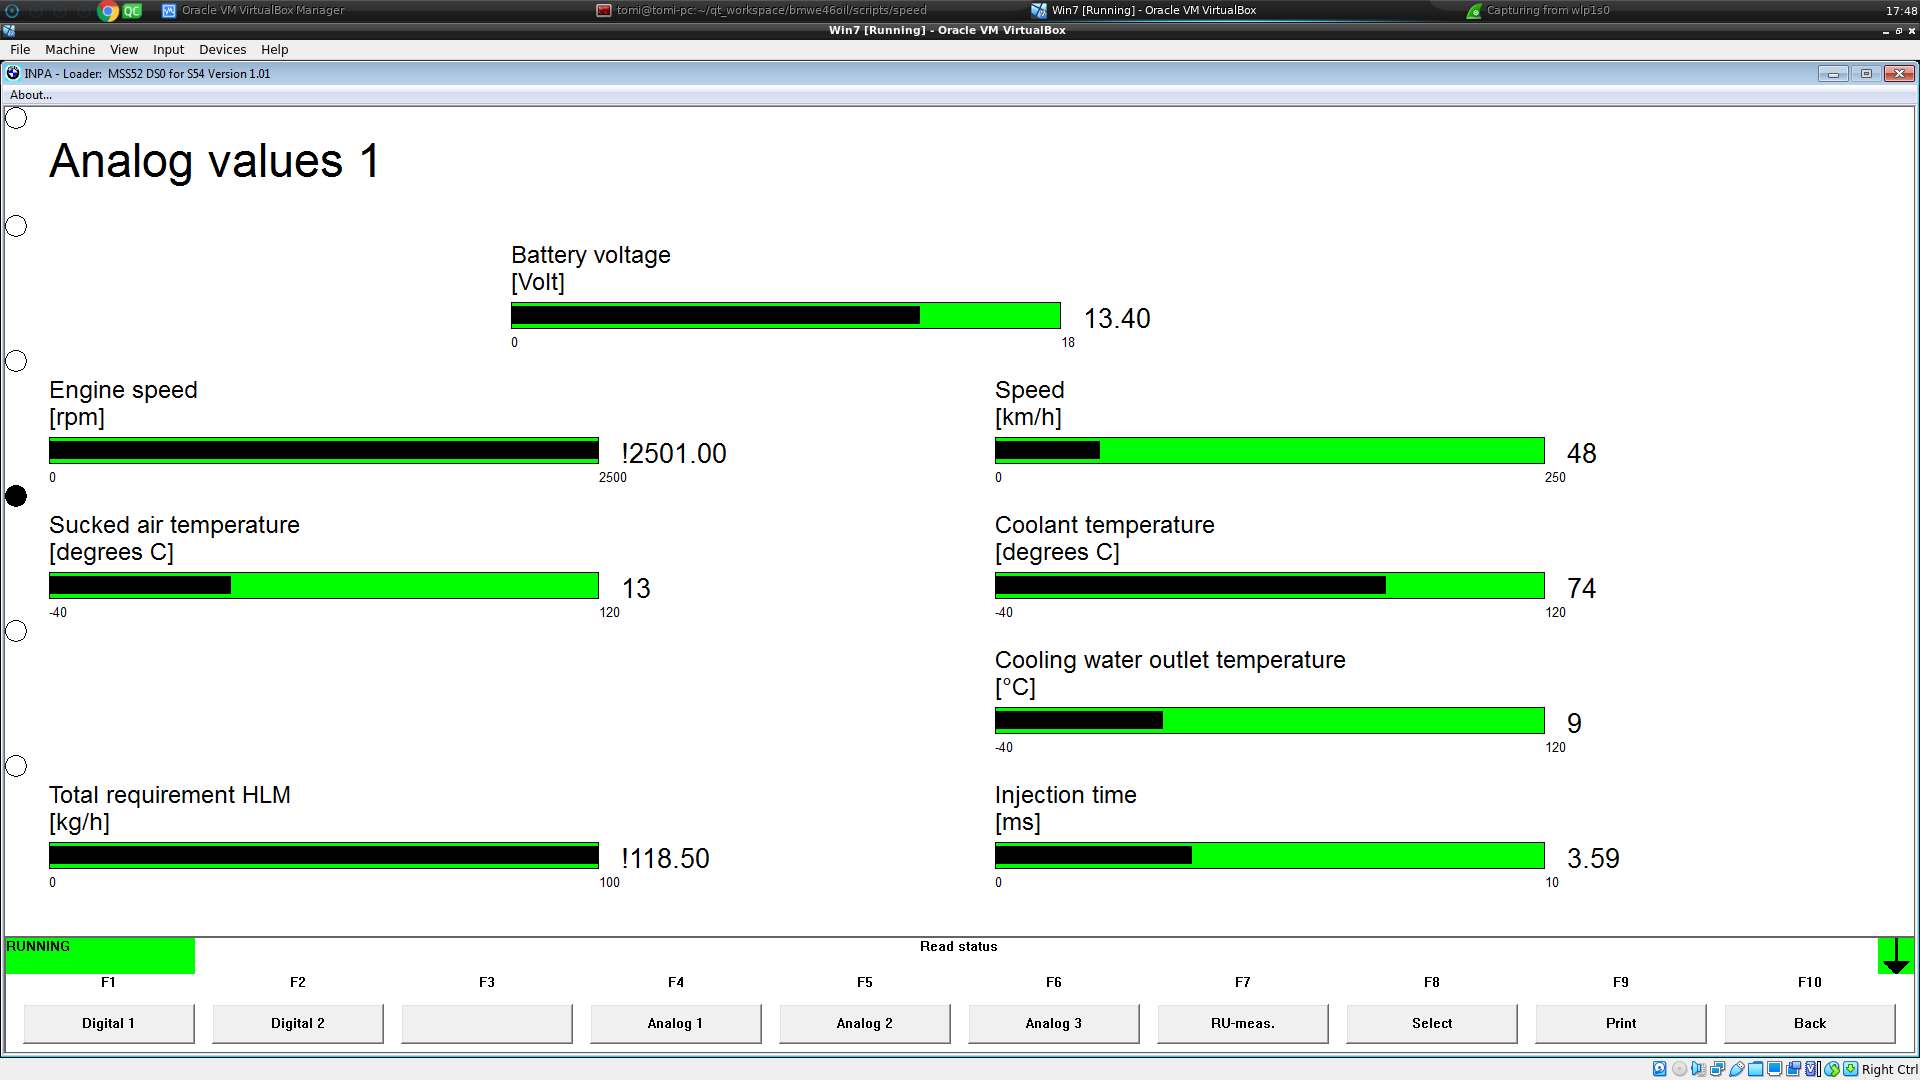 Oracle VM VirtualBox Manager
tomi@tomi-pc:~/qt_workspace/bmwe46oil/scripts/speed
Win7 [Running] - Oracle VM VirtualBox
Capturing from wlp1s0
17:48
Win7 [Running] - Oracle VM VirtualBox
File Machine View Input Devices Help
INPA - Loader: MSS52 DS0 for S54 Version 1.01
About...
Analog values 1
Battery voltage
[Volt]
13.40
0 18
Engine speed
[rpm]
!2501.00
0 2500
Speed
[km/h]
48
0 250
Sucked air temperature
[degrees C]
13
-40 120
Coolant temperature
[degrees C]
74
-40 120
Cooling water outlet temperature
[°C]
9
-40 120
Total requirement HLM
[kg/h]
!118.50
0 100
Injection time
[ms]
3.59
0 10
RUNNING
Read status
F1 F2 F3 F4 F5 F6 F7 F8 F9 F10
Digital 1 Digital 2 Analog 1 Analog 2 Analog 3 RU-meas. Select Print Back
Right Ctrl